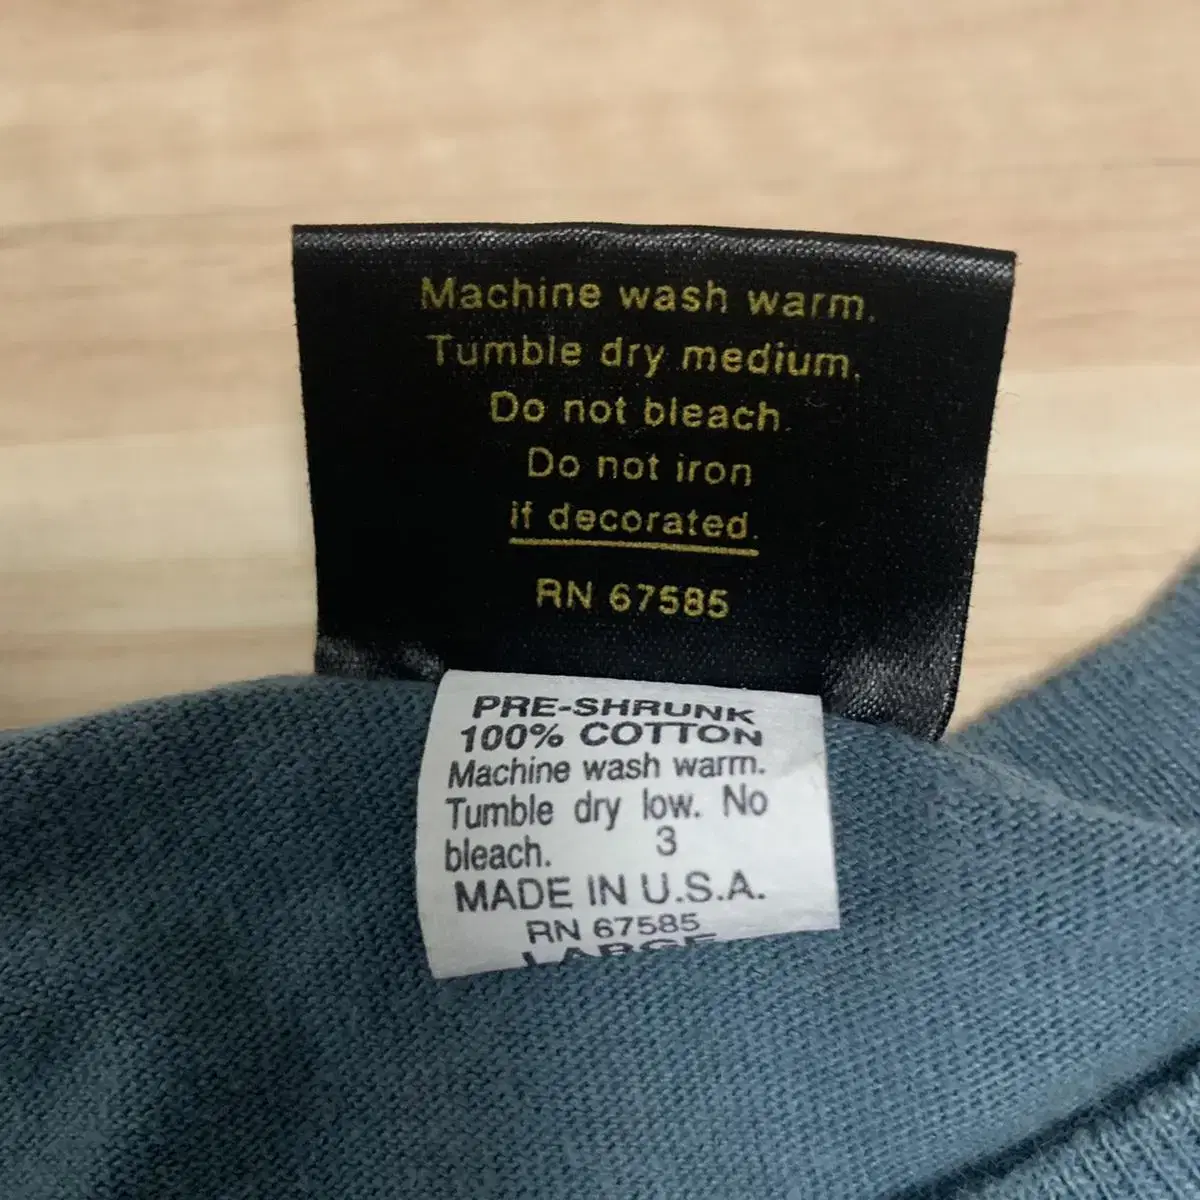 Machine wash warm.
Tumble dry medium.
Do not bleach.
Do not iron
if decorated.
RN 67585
PRE-SHRUNK
100% COTTON
Machine wash warm.
Tumble dry low. No
bleach. 3
MADE IN U.S.A.
RN 67585
LARGE